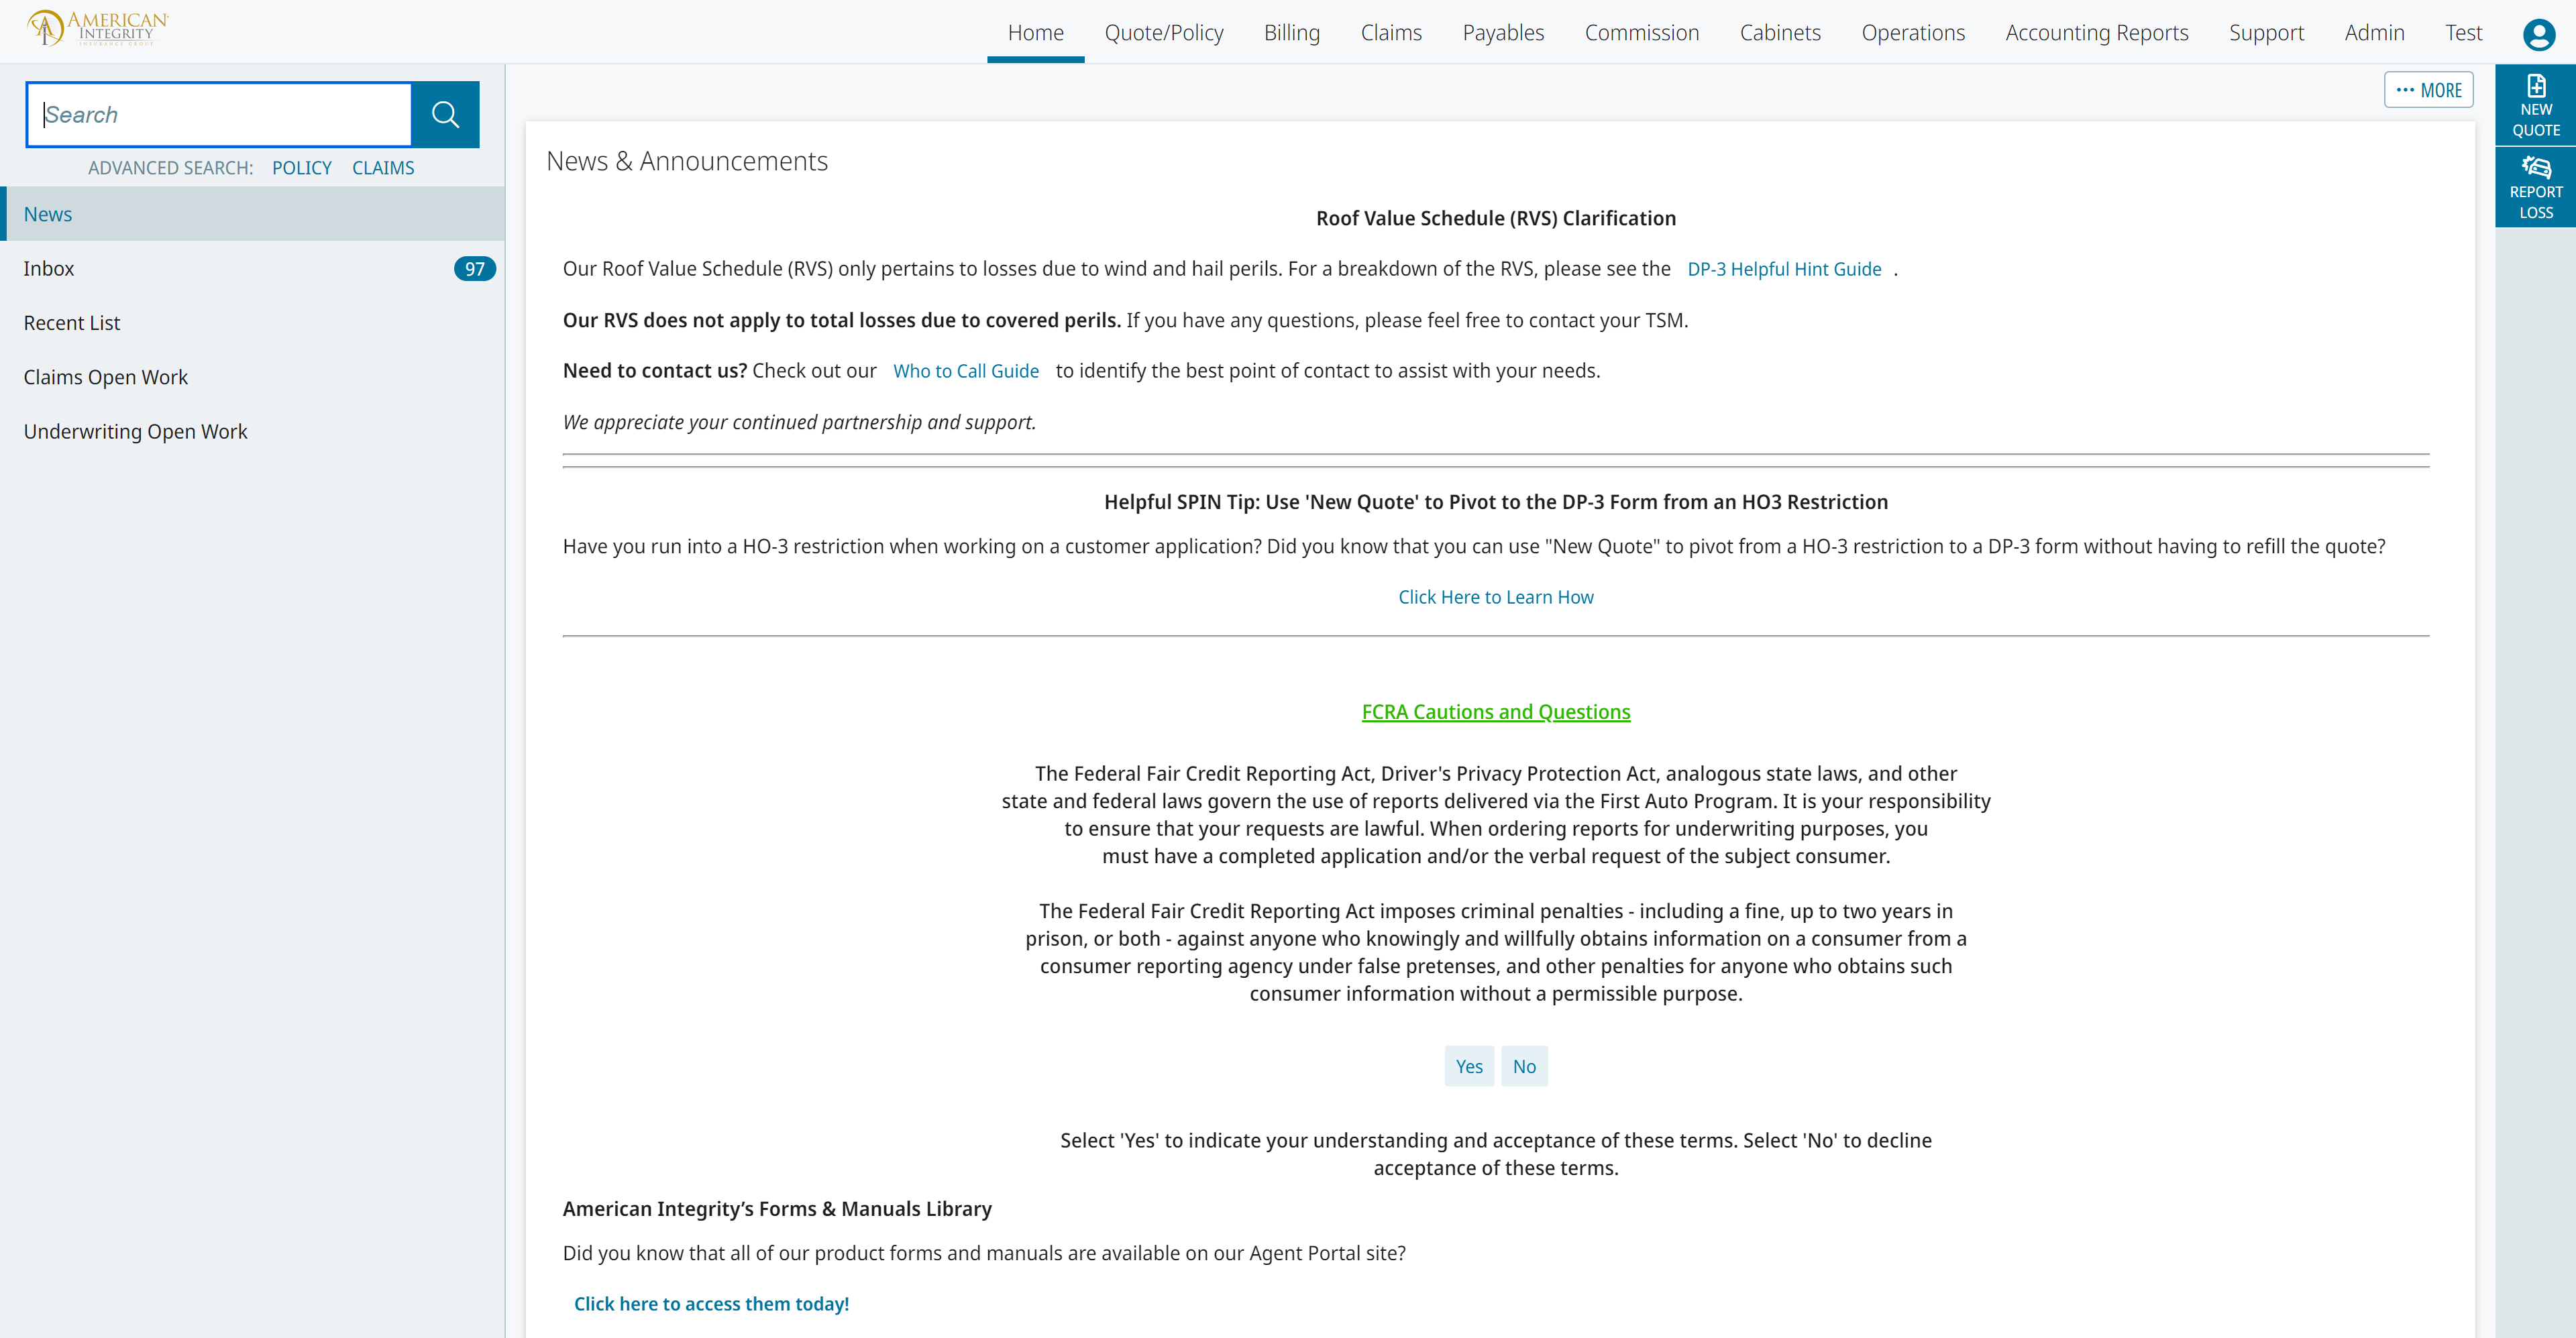 AMERICAN
INTEGRITY
INSURANCE GROUP
Home Quote/Policy Billing Claims Payables Commission Cabinets Operations Accounting Reports Support Admin Test
Search
ADVANCED SEARCH: POLICY CLAIMS
News
Inbox 97
Recent List
Claims Open Work
Underwriting Open Work
••• MORE
NEW
QUOTE
REPORT
LOSS
News & Announcements
Roof Value Schedule (RVS) Clarification
Our Roof Value Schedule (RVS) only pertains to losses due to wind and hail perils. For a breakdown of the RVS, please see the DP-3 Helpful Hint Guide .
Our RVS does not apply to total losses due to covered perils. If you have any questions, please feel free to contact your TSM.
Need to contact us? Check out our Who to Call Guide to identify the best point of contact to assist with your needs.
We appreciate your continued partnership and support.
Helpful SPIN Tip: Use 'New Quote' to Pivot to the DP-3 Form from an HO3 Restriction
Have you run into a HO-3 restriction when working on a customer application? Did you know that you can use "New Quote" to pivot from a HO-3 restriction to a DP-3 form without having to refill the quote?
Click Here to Learn How
FCRA Cautions and Questions
The Federal Fair Credit Reporting Act, Driver's Privacy Protection Act, analogous state laws, and other
state and federal laws govern the use of reports delivered via the First Auto Program. It is your responsibility
to ensure that your requests are lawful. When ordering reports for underwriting purposes, you
must have a completed application and/or the verbal request of the subject consumer.
The Federal Fair Credit Reporting Act imposes criminal penalties - including a fine, up to two years in
prison, or both - against anyone who knowingly and willfully obtains information on a consumer from a
consumer reporting agency under false pretenses, and other penalties for anyone who obtains such
consumer information without a permissible purpose.
Yes No
Select 'Yes' to indicate your understanding and acceptance of these terms. Select 'No' to decline
acceptance of these terms.
American Integrity’s Forms & Manuals Library
Did you know that all of our product forms and manuals are available on our Agent Portal site?
Click here to access them today!